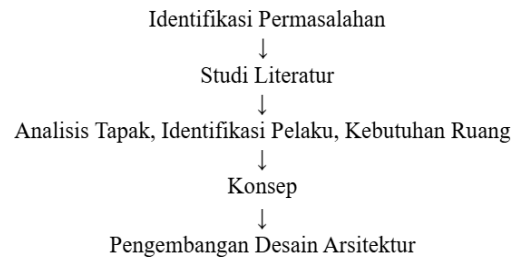 Identifikasi Permasalahan
↓
Studi Literatur
↓
Analisis Tapak, Identifikasi Pelaku, Kebutuhan Ruang
↓
Konsep
↓
Pengembangan Desain Arsitektur